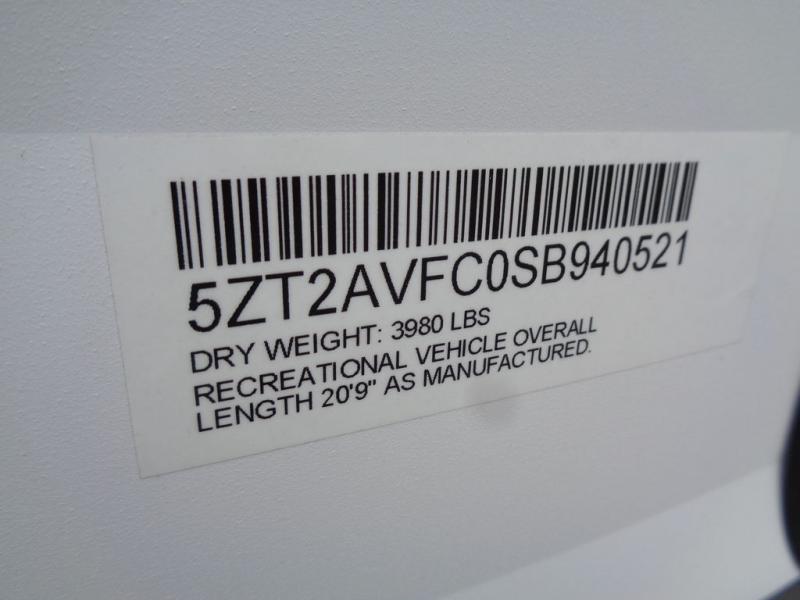 5ZT2AVFC0SB940521
DRY WEIGHT: 3980 LBS
RECREATIONAL VEHICLE OVERALL
LENGTH 20'9" AS MANUFACTURED.